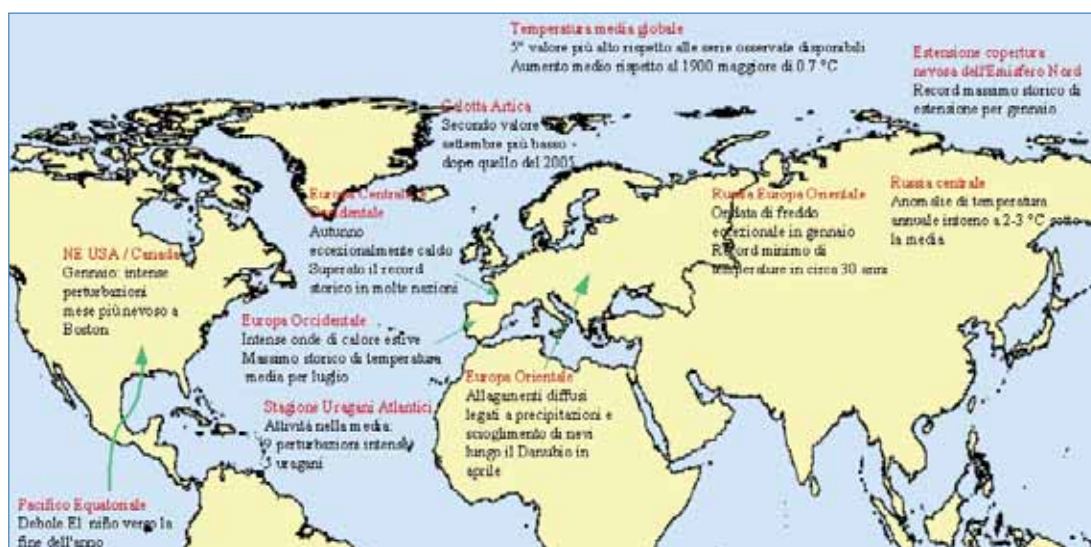 Temperatura media globale
5° valore più alto rispetto alle serie osservate disponibili
Aumento medio rispetto al 1900 maggiore di 0.7 °C
Estensione copertura
nevosa dell'Emisfero Nord
Record massimo storico di
estensione per gennaio
Calotta Artica
Secondo valore
settembre più basso
dopo quello del 2005
Europa Centrale
Occidentale
Autunno
eccezionalmente caldo
Superato il record
storico in molte nazioni
Russia Europa Orientale
Ondata di freddo
eccezionale in gennaio
Record minimo di
temperature in circa 30 anni
Russia centrale
Anomalie di temperatura
annuale intorno a 2-3 °C sotto
la media
NE USA / Canada
Gennaio: intense
perturbazioni
mese più nevoso a
Boston
Europa Occidentale
Intense onde di calore estive
Massimo storico di temperatura
media per luglio
Europa Orientale
Allagamenti diffusi
legati a precipitazioni e
scioglimento di nevi
lungo il Danubio in
aprile
Stagione Uragani Atlantici
Attività nella media:
9 perturbazioni intense
5 uragani
Pacifico Equatoriale
Debole El niño verso la
fine dell'anno